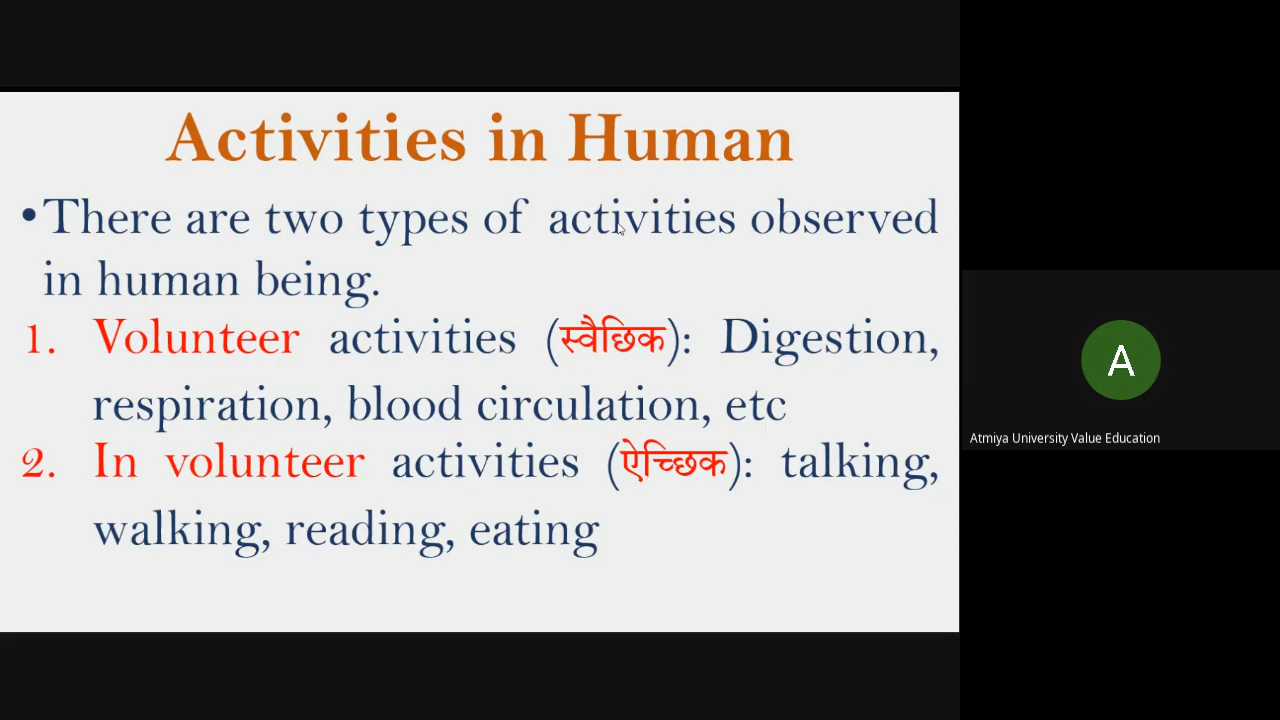 Activities in Human
•There are two types of activities observed
in human being.
1. Volunteer activities (स्वैछिक): Digestion,
respiration, blood circulation, etc
2. In volunteer activities (ऐच्छिक): talking,
walking, reading, eating
A
Atmiya University Value Education